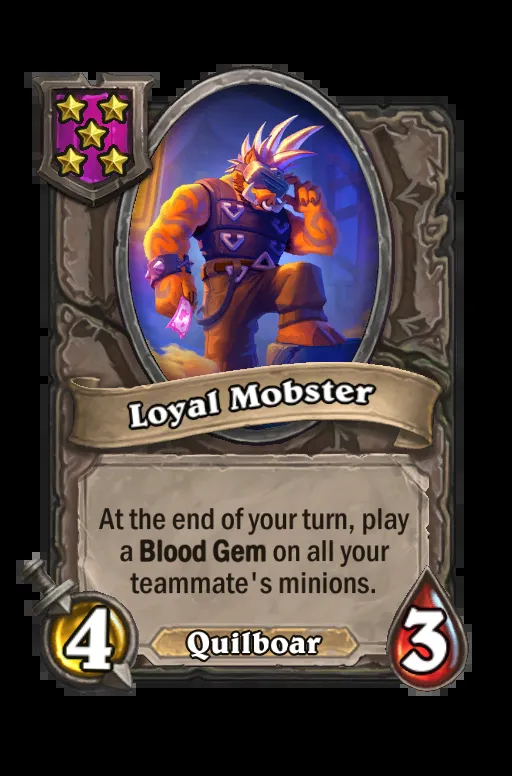 Loyal Mobster
At the end of your turn, play
a Blood Gem on all your
teammate's minions.
4
Quilboar
3